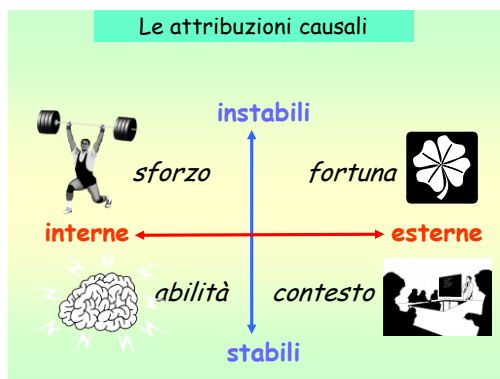 Le attribuzioni causali
instabili
sforzo
fortuna
interne
esterne
abilità
contesto
stabili